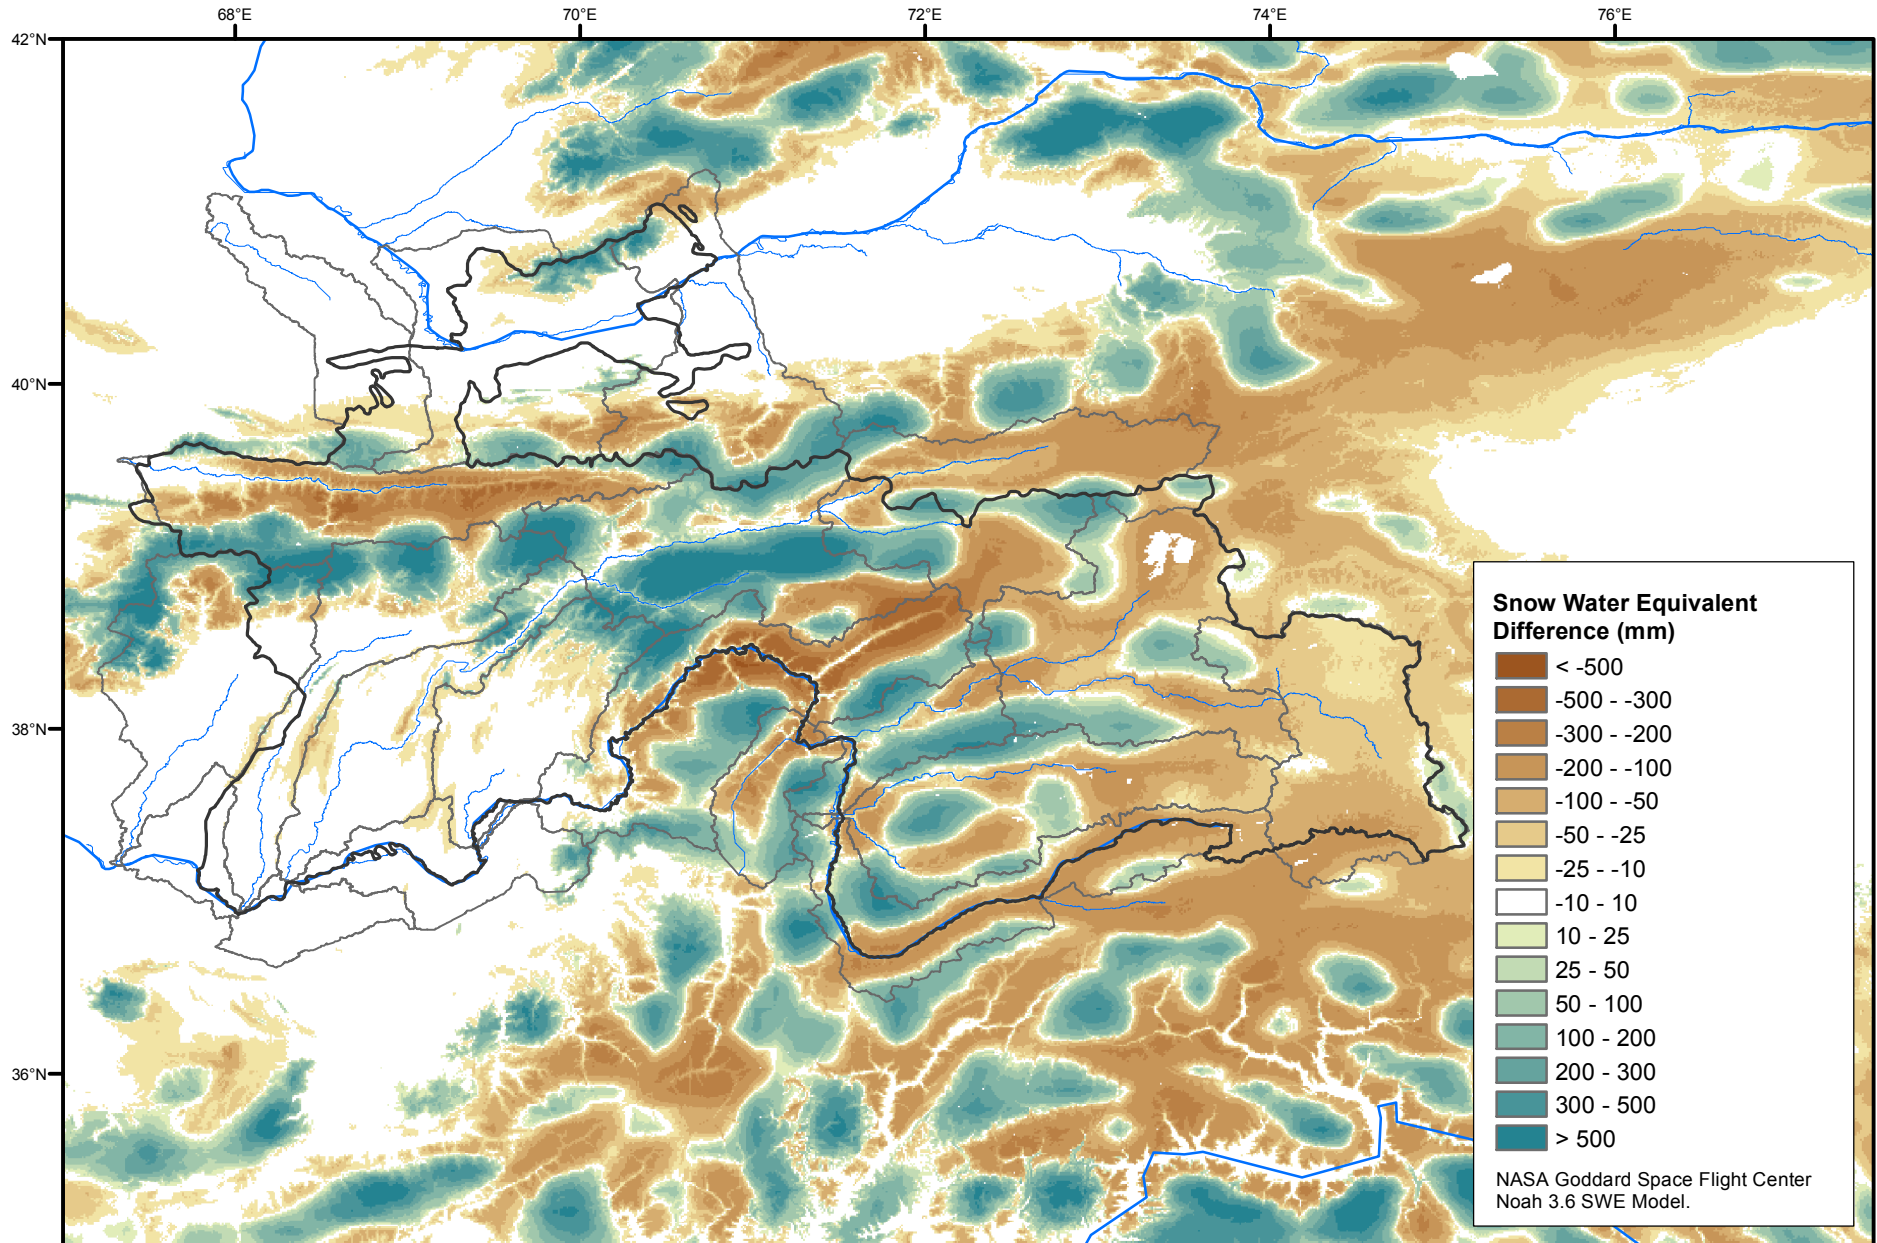 68°E
70°E
72°E
74°E
76°E
42°N
40°N
38°N
36°N
Snow Water Equivalent
Difference (mm)
< -500
-500 - -300
-300 - -200
-200 - -100
-100 - -50
-50 - -25
-25 - -10
-10 - 10
10 - 25
25 - 50
50 - 100
100 - 200
200 - 300
300 - 500
> 500
NASA Goddard Space Flight Center
Noah 3.6 SWE Model.